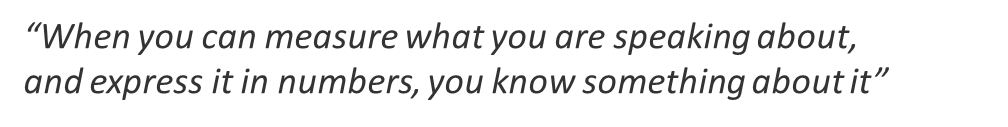 “When you can measure what you are speaking about,
and express it in numbers, you know something about it”